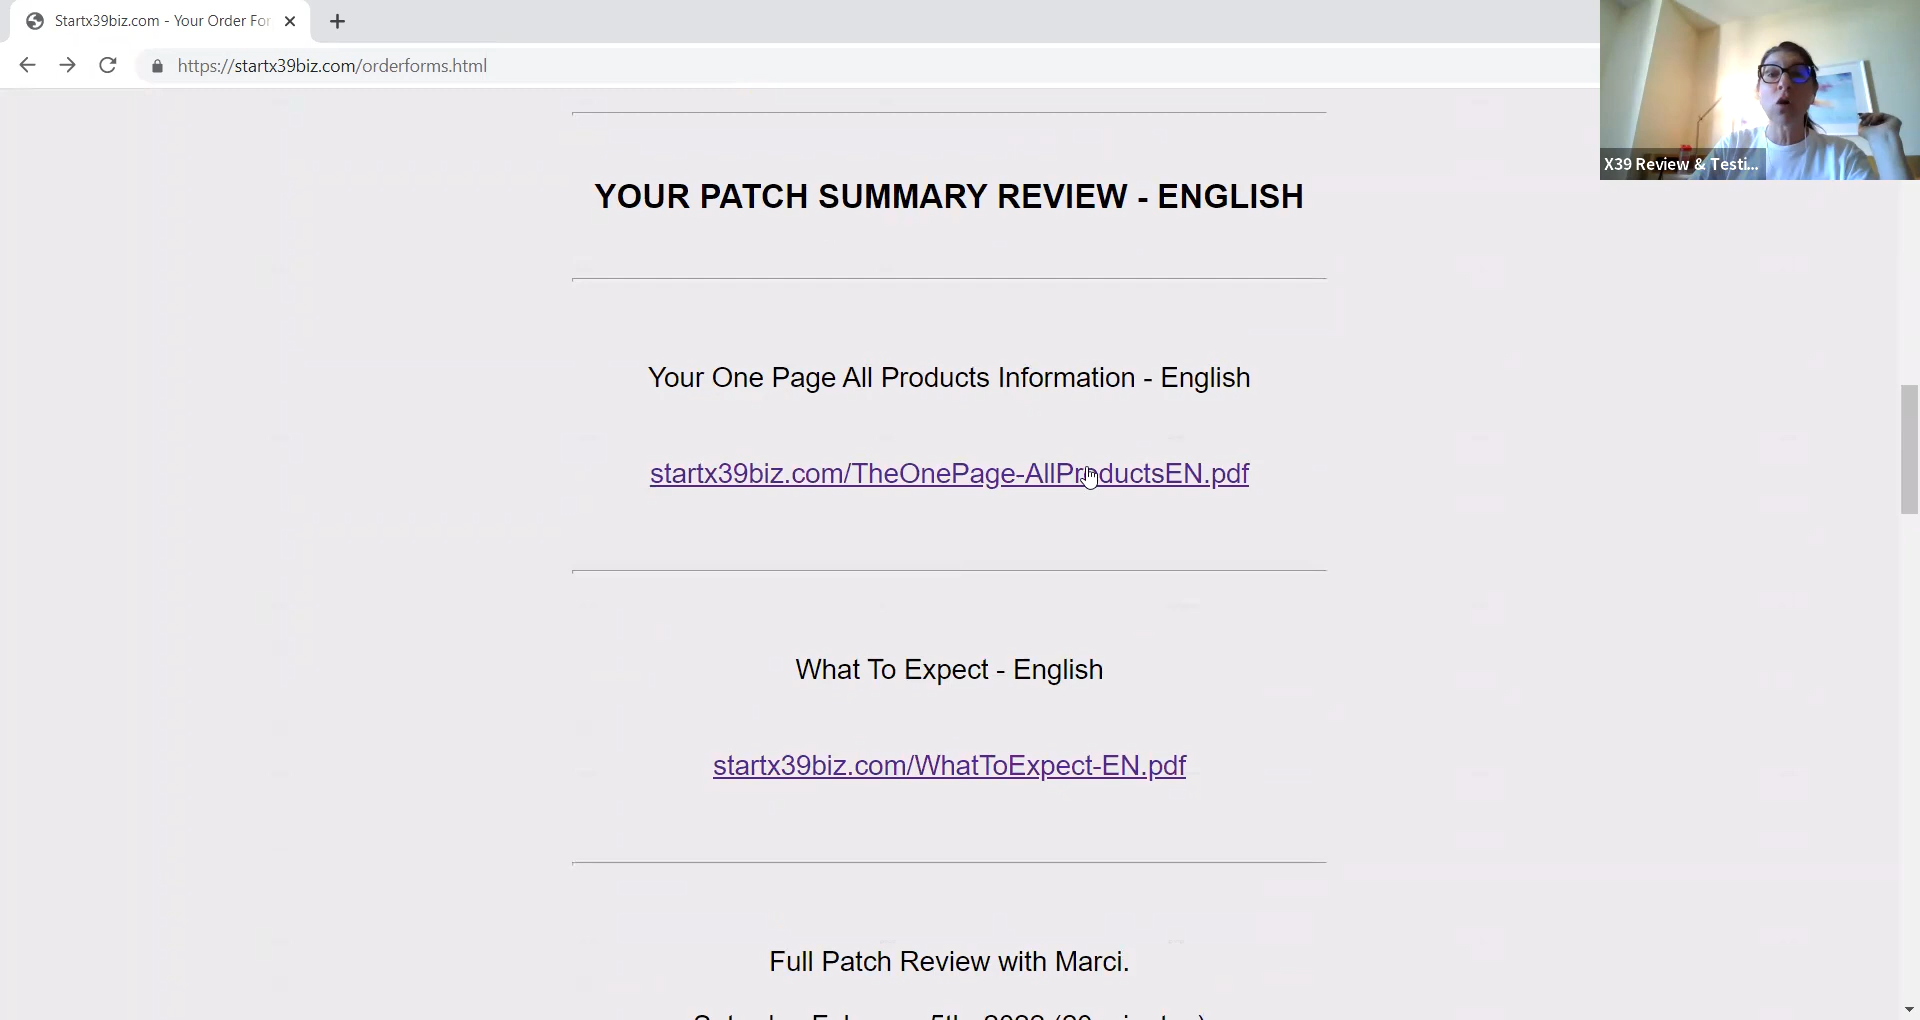 Startx39biz.com - Your Order For
https://startx39biz.com/orderforms.html
X39 Review & Testi...
YOUR PATCH SUMMARY REVIEW - ENGLISH
Your One Page All Products Information - English
startx39biz.com/TheOnePage-AllProductsEN.pdf
What To Expect - English
startx39biz.com/WhatToExpect-EN.pdf
Full Patch Review with Marci.